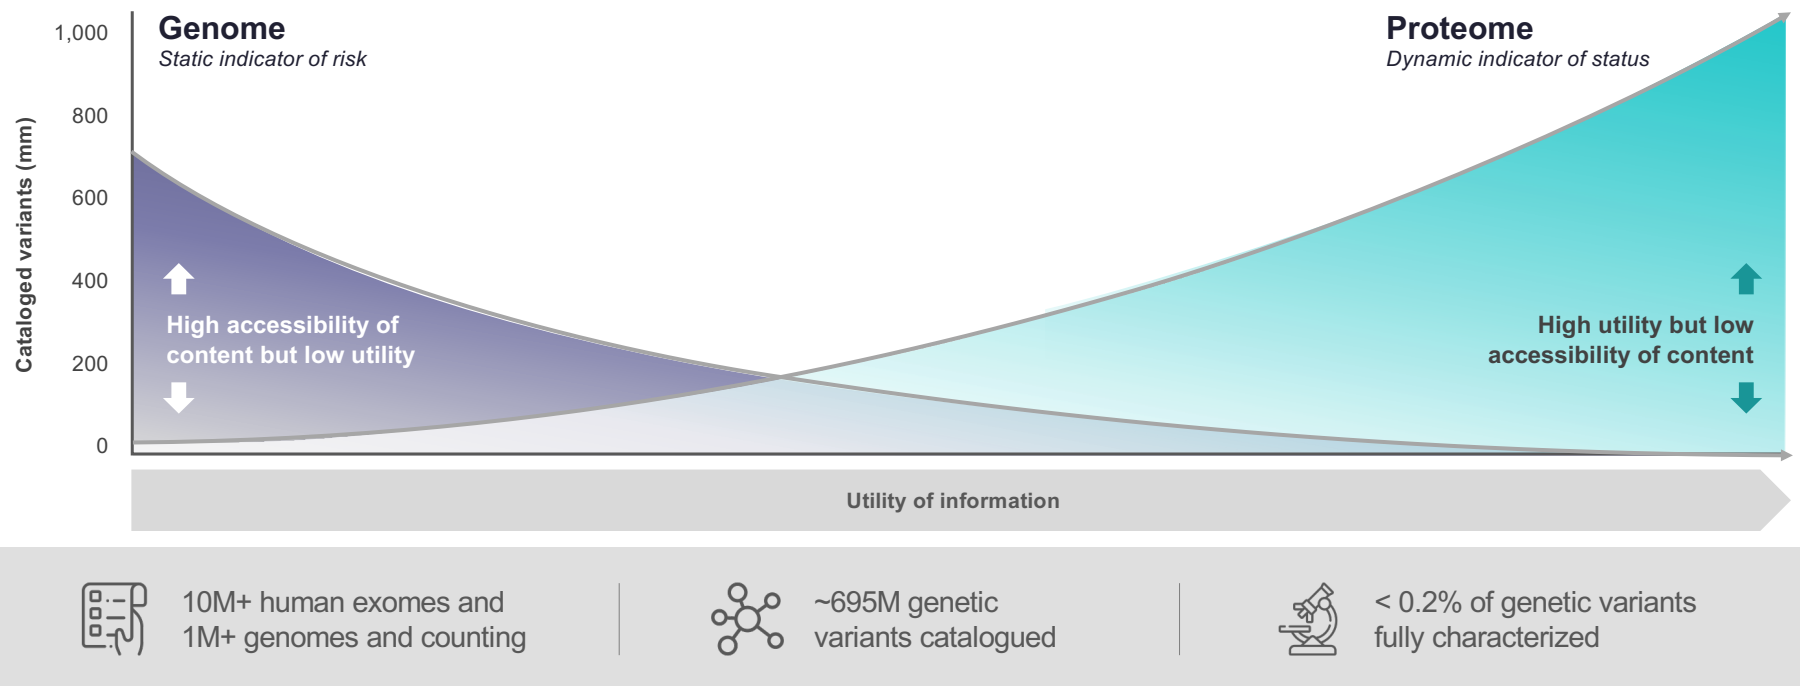 Genome
Static indicator of risk
Proteome
Dynamic indicator of status
Cataloged variants (mm)
1,000
800
600
400
200
0
High accessibility of
content but low utility
High utility but low
accessibility of content
Utility of information
10M+ human exomes and
1M+ genomes and counting
~695M genetic
variants catalogued
< 0.2% of genetic variants
fully characterized